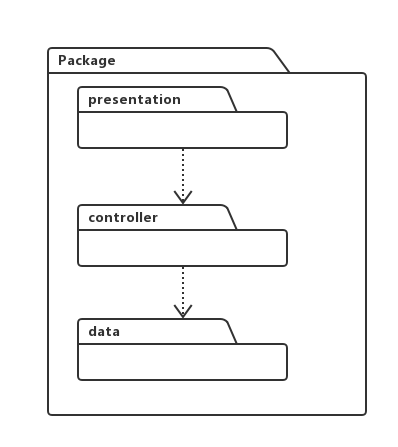 Package
presentation
controller
data